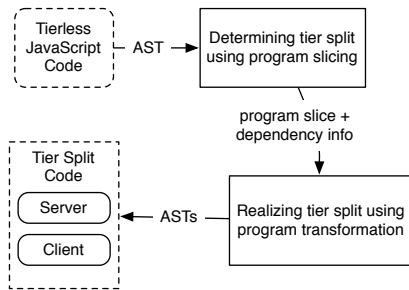 Tierless
JavaScript
Code
AST
Determining tier split
using program slicing
program slice +
dependency info
Tier Split
Code
Server
Client
ASTs
Realizing tier split using
program transformation